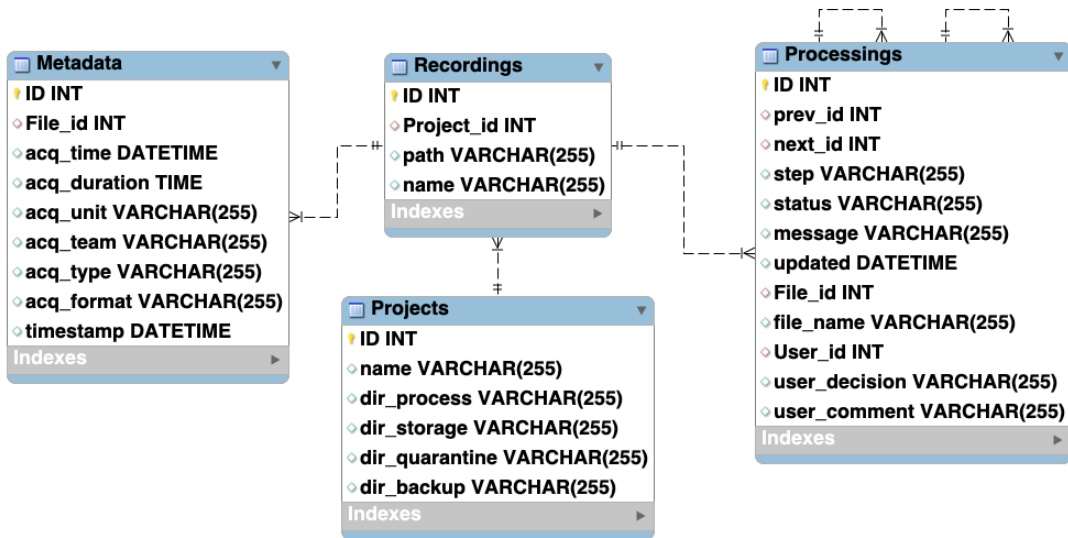 Metadata
ID INT
File_id INT
acq_time DATETIME
acq_duration TIME
acq_unit VARCHAR(255)
acq_team VARCHAR(255)
acq_type VARCHAR(255)
acq_format VARCHAR(255)
timestamp DATETIME
Indexes
Recordings
ID INT
Project_id INT
path VARCHAR(255)
name VARCHAR(255)
Indexes
Projects
ID INT
name VARCHAR(255)
dir_process VARCHAR(255)
dir_storage VARCHAR(255)
dir_quarantine VARCHAR(255)
dir_backup VARCHAR(255)
Indexes
Processings
ID INT
prev_id INT
next_id INT
step VARCHAR(255)
status VARCHAR(255)
message VARCHAR(255)
updated DATETIME
File_id INT
file_name VARCHAR(255)
User_id INT
user_decision VARCHAR(255)
user_comment VARCHAR(255)
Indexes